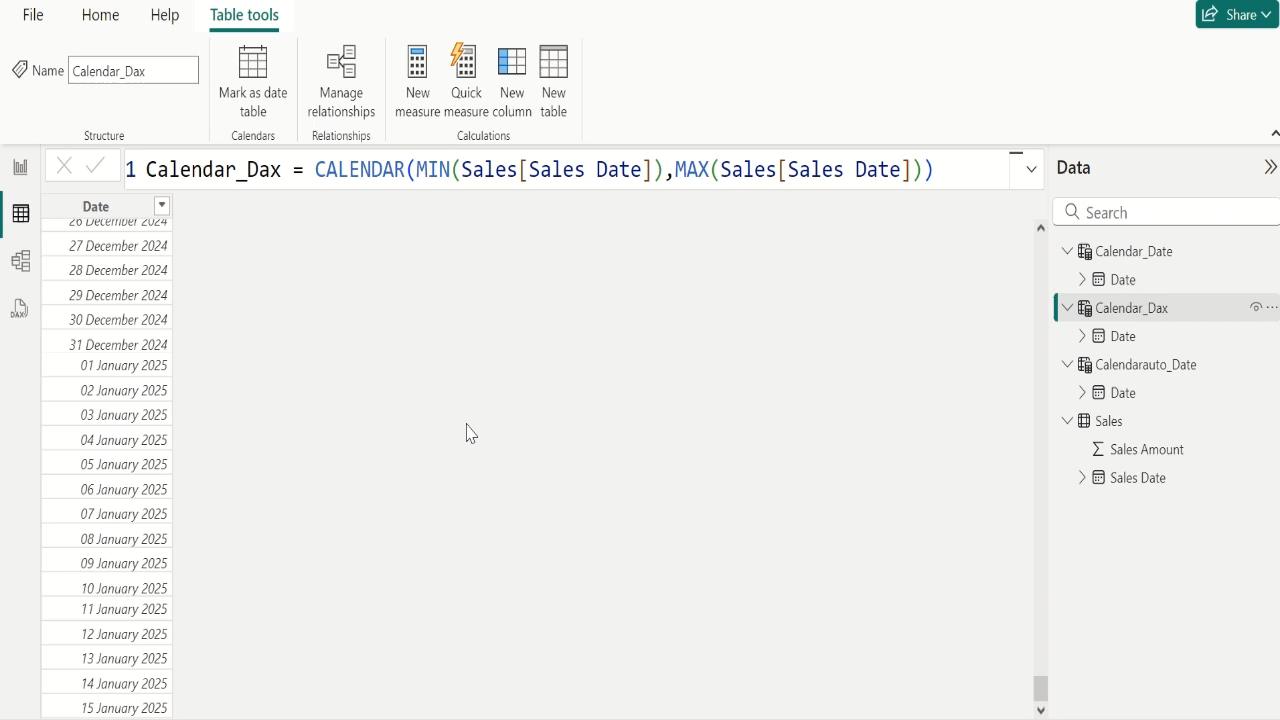 File Home Help Table tools Share
Name Calendar_Dax
Mark as date table
Manage relationships
New measure
Quick measure
New column
New table
Structure Calendars Relationships Calculations
1 Calendar_Dax = CALENDAR(MIN(Sales[Sales Date]),MAX(Sales[Sales Date]))
Date
26 December 2024
27 December 2024
28 December 2024
29 December 2024
30 December 2024
31 December 2024
01 January 2025
02 January 2025
03 January 2025
04 January 2025
05 January 2025
06 January 2025
07 January 2025
08 January 2025
09 January 2025
10 January 2025
11 January 2025
12 January 2025
13 January 2025
14 January 2025
15 January 2025
DAX
Data
Search
Calendar_Date
Date
Calendar_Dax
Date
Calendarauto_Date
Date
Sales
Sales Amount
Sales Date